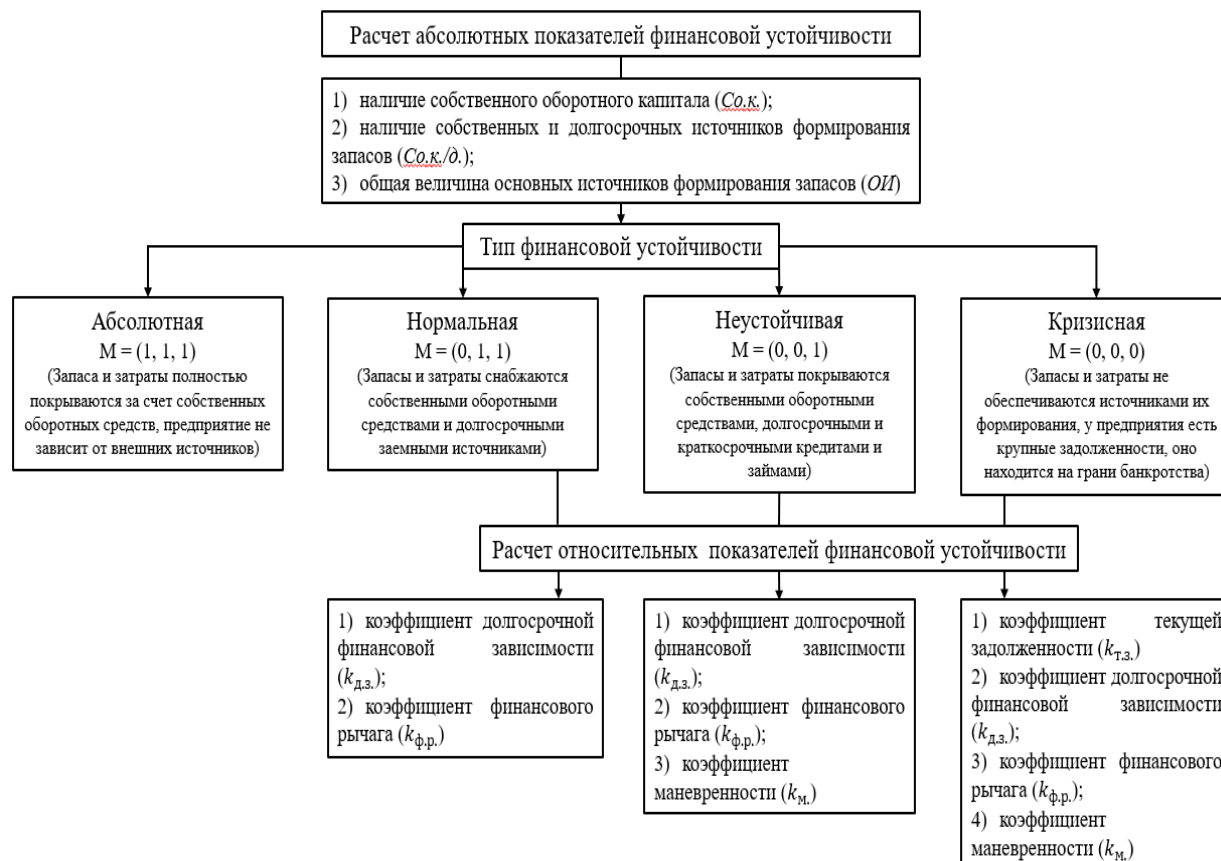 Расчет абсолютных показателей финансовой устойчивости
1) наличие собственного оборотного капитала (Со.к.);
2) наличие собственных и долгосрочных источников формирования
запасов (Со.к./д.);
3) общая величина основных источников формирования запасов (ОИ)
Тип финансовой устойчивости
Абсолютная
М = (1, 1, 1)
(Запаса и затраты полностью
покрываются за счет собственных
оборотных средств, предприятие не
зависит от внешних источников)
Нормальная
М = (0, 1, 1)
(Запасы и затраты снабжаются
собственными оборотными
средствами и долгосрочными
заемными источниками)
Неустойчивая
М = (0, 0, 1)
(Запасы и затраты покрываются
собственными оборотными
средствами, долгосрочными и
краткосрочными кредитами и
займами)
Кризисная
М = (0, 0, 0)
(Запасы и затраты не
обеспечиваются источниками их
формирования, у предприятия есть
крупные задолженности, оно
находится на грани банкротства)
Расчет относительных показателей финансовой устойчивости
1) коэффициент долгосрочной
финансовой зависимости
(kд.з.);
2) коэффициент финансового
рычага (kф.р.)
1) коэффициент долгосрочной
финансовой зависимости
(kд.з.);
2) коэффициент финансового
рычага (kф.р.);
3) коэффициент
маневренности (kм.)
1) коэффициент текущей
задолженности (kт.з.)
2) коэффициент долгосрочной
финансовой зависимости
(kд.з.);
3) коэффициент финансового
рычага (kф.р.);
4) коэффициент
маневренности (kм.)